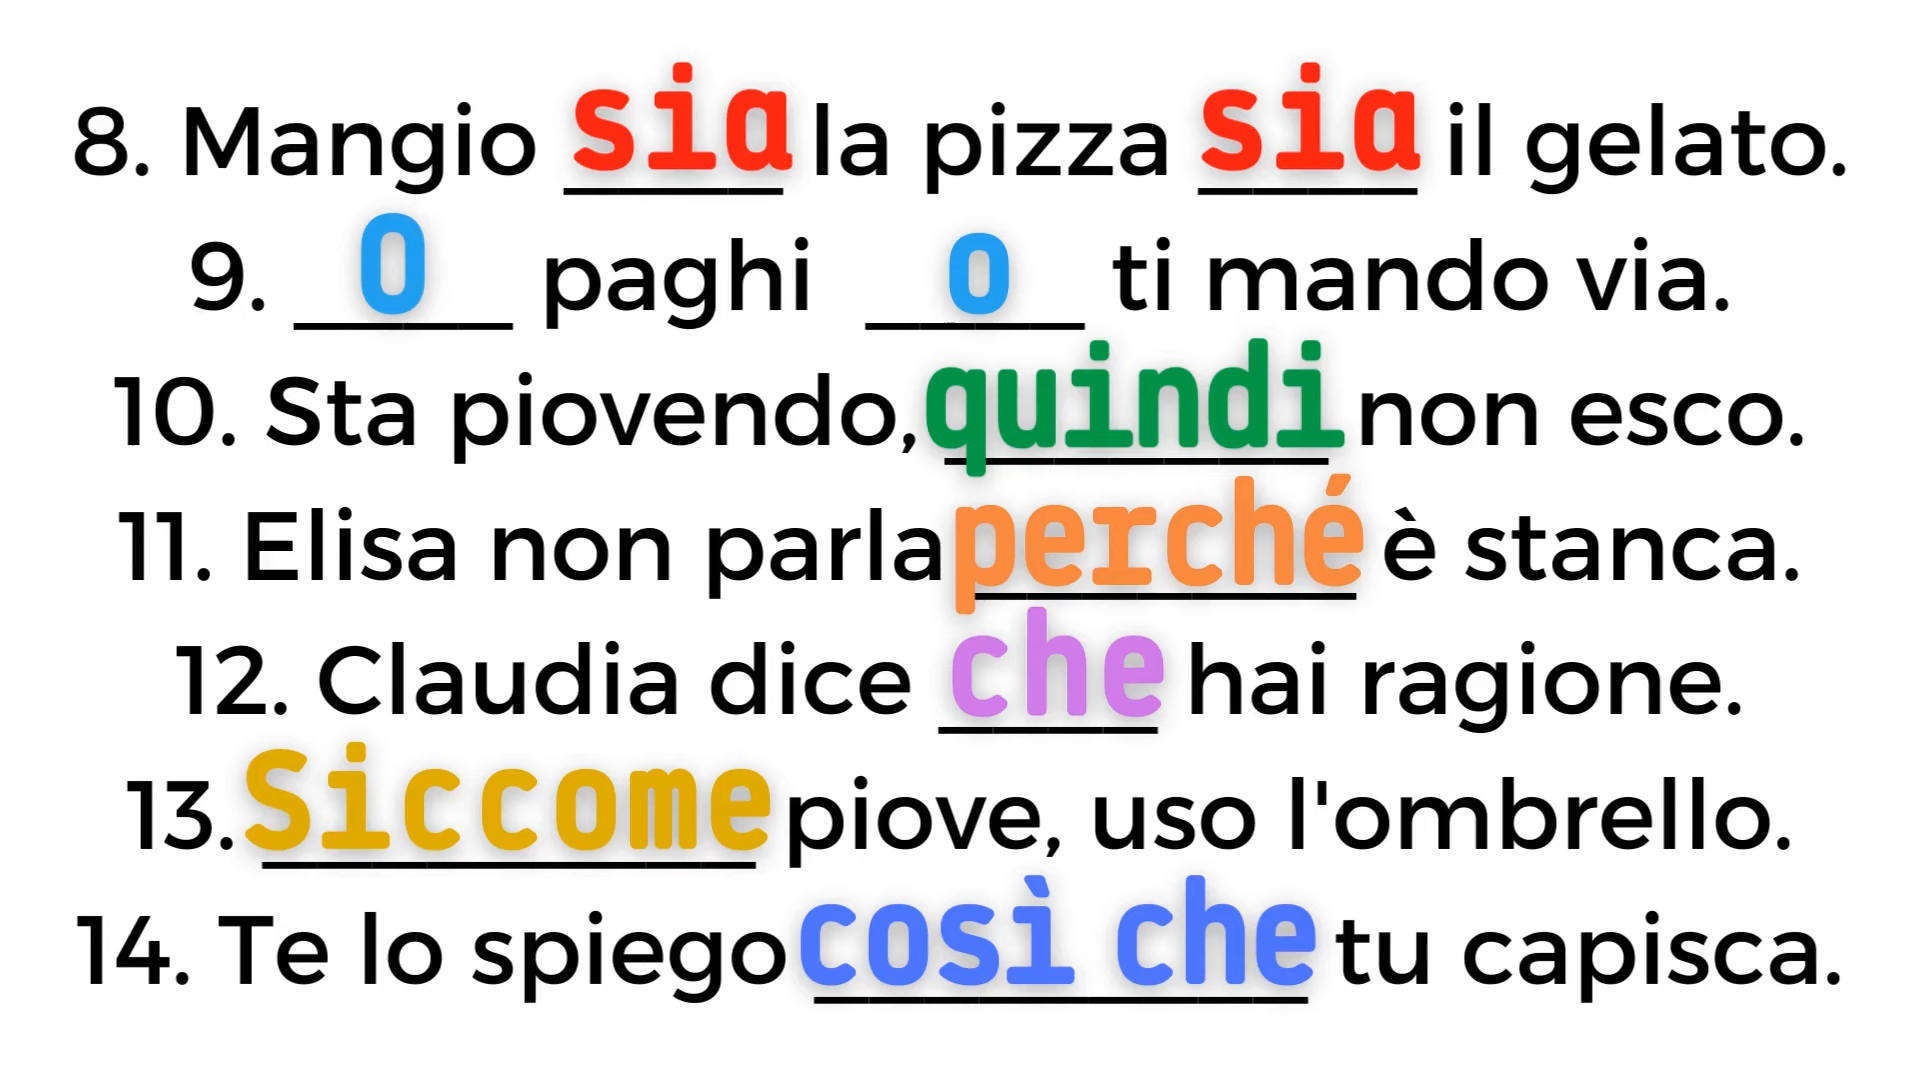 8. Mangio sia la pizza sia il gelato.
9. O paghi o ti mando via.
10. Sta piovendo, quindi non esco.
11. Elisa non parla perché è stanca.
12. Claudia dice che hai ragione.
13. Siccome piove, uso l'ombrello.
14. Te lo spiego così che tu capisca.